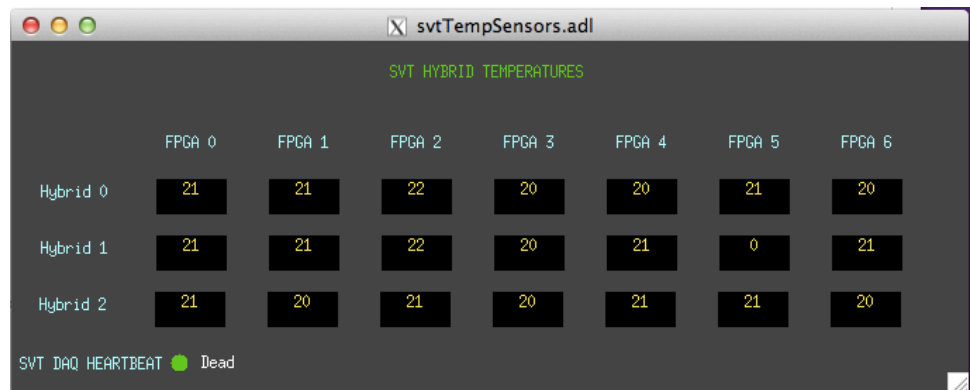 svtTempSensors.adl
SVT HYBRID TEMPERATURES
FPGA 0 FPGA 1 FPGA 2 FPGA 3 FPGA 4 FPGA 5 FPGA 6
Hybrid 0 21 21 22 20 20 21 20
Hybrid 1 21 21 22 20 21 0 21
Hybrid 2 21 20 21 20 21 21 20
SVT DAQ HEARTBEAT Dead